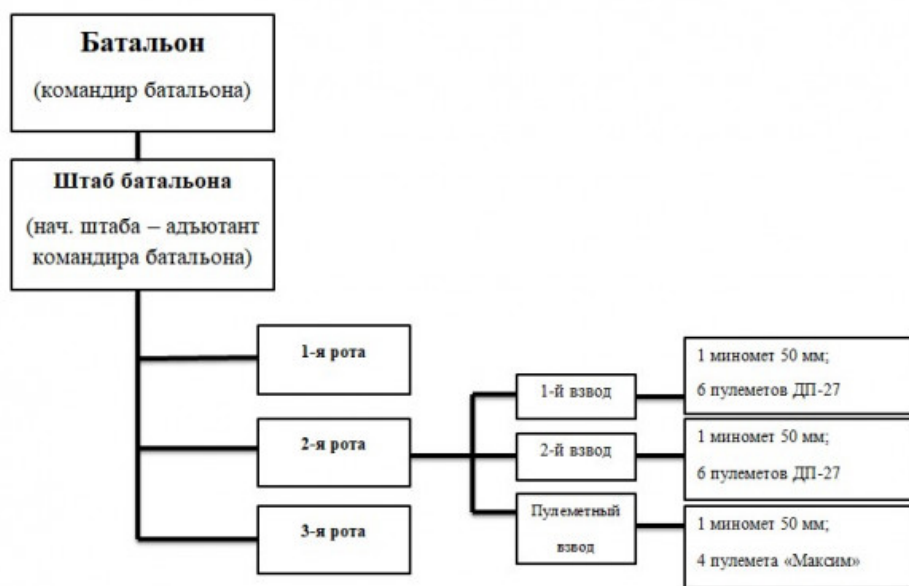 Батальон
(командир батальона)
Штаб батальона
(нач. штаба – адъютант
командира батальона)
1-я рота
2-я рота
3-я рота
1-й взвод
2-й взвод
Пулеметный
взвод
1 миномет 50 мм;
6 пулеметов ДП-27
1 миномет 50 мм;
6 пулеметов ДП-27
1 миномет 50 мм;
4 пулемета «Максим»